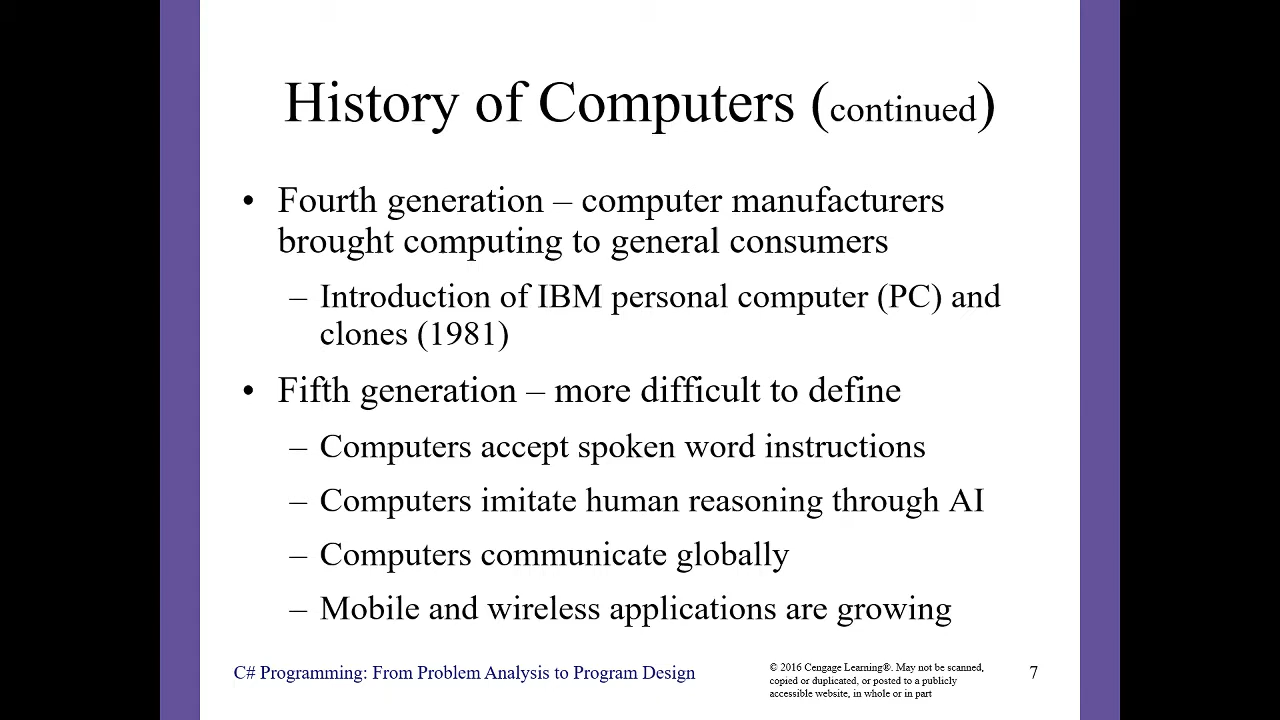 History of Computers (continued)
• Fourth generation – computer manufacturers
brought computing to general consumers
– Introduction of IBM personal computer (PC) and
clones (1981)
• Fifth generation – more difficult to define
– Computers accept spoken word instructions
– Computers imitate human reasoning through AI
– Computers communicate globally
– Mobile and wireless applications are growing
C# Programming: From Problem Analysis to Program Design
© 2016 Cengage Learning®. May not be scanned,
copied or duplicated, or posted to a publicly
accessible website, in whole or in part
7